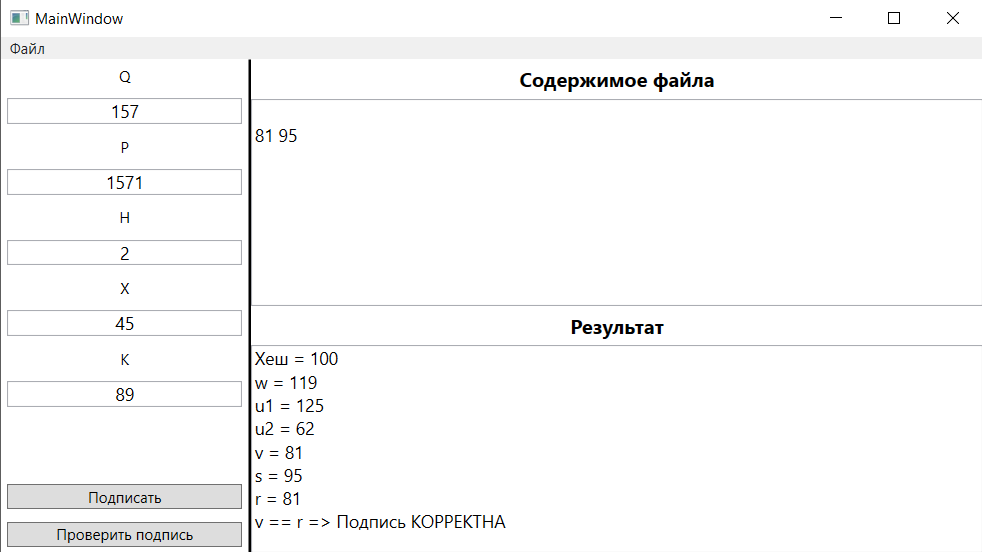 MainWindow
Файл
Q
157
P
1571
H
2
X
45
K
89
Подписать
Проверить подпись
Содержимое файла
81 95
Результат
Хеш = 100
w = 119
u1 = 125
u2 = 62
v = 81
s = 95
r = 81
v == r => Подпись КОРРЕКТНА